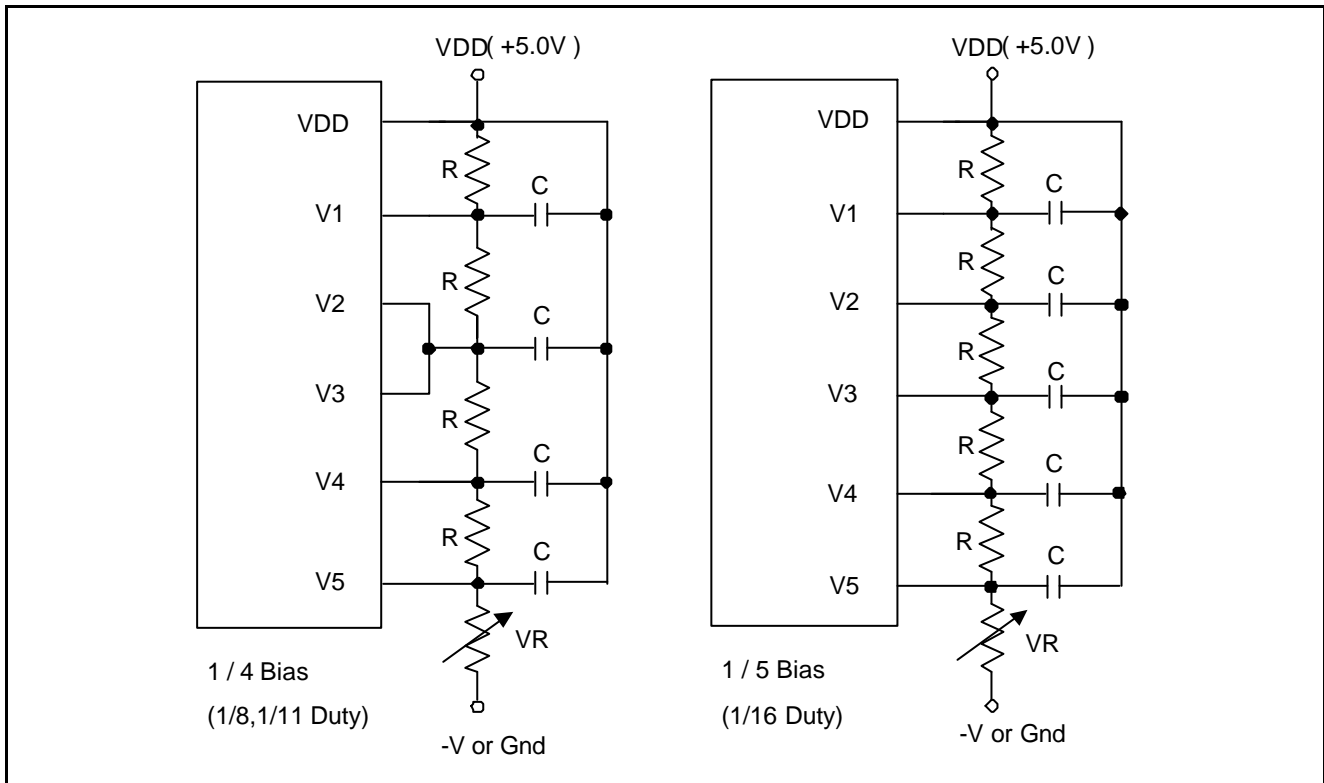 VDD( +5.0V )
VDD
R
C
V1
R
V2
C
V3
R
C
V4
R
C
V5
VR
1 / 4 Bias
(1/8,1/11 Duty)
-V or Gnd
VDD( +5.0V )
VDD
R
C
V1
R
C
V2
R
C
V3
R
C
V4
R
C
V5
VR
1 / 5 Bias
(1/16 Duty)
-V or Gnd